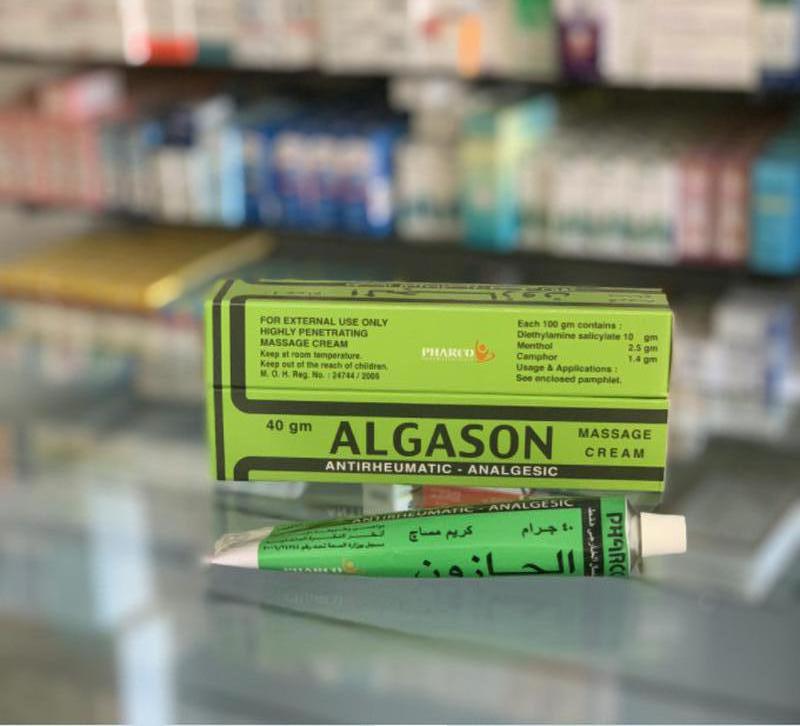 الجازون
FOR EXTERNAL USE ONLY
HIGHLY PENETRATING
MASSAGE CREAM
Keep at room temperature.
Keep out of the reach of children.
M. O. H. Reg. No. : 24744 / 2006
PHARCO
Each 100 gm contains :
Diethylamine salicylate 10 gm
Menthol 2.5 gm
Camphor 1.4 gm
Usage & Applications :
See enclosed pamphlet.
40 gm
ALGASON
MASSAGE
CREAM
ANTIRHEUMATIC - ANALGESIC
ANTIRHEUMATIC - ANALGESIC
٤٠ جرام
كريم مساج
الجازون
PHARCO
PHARCO